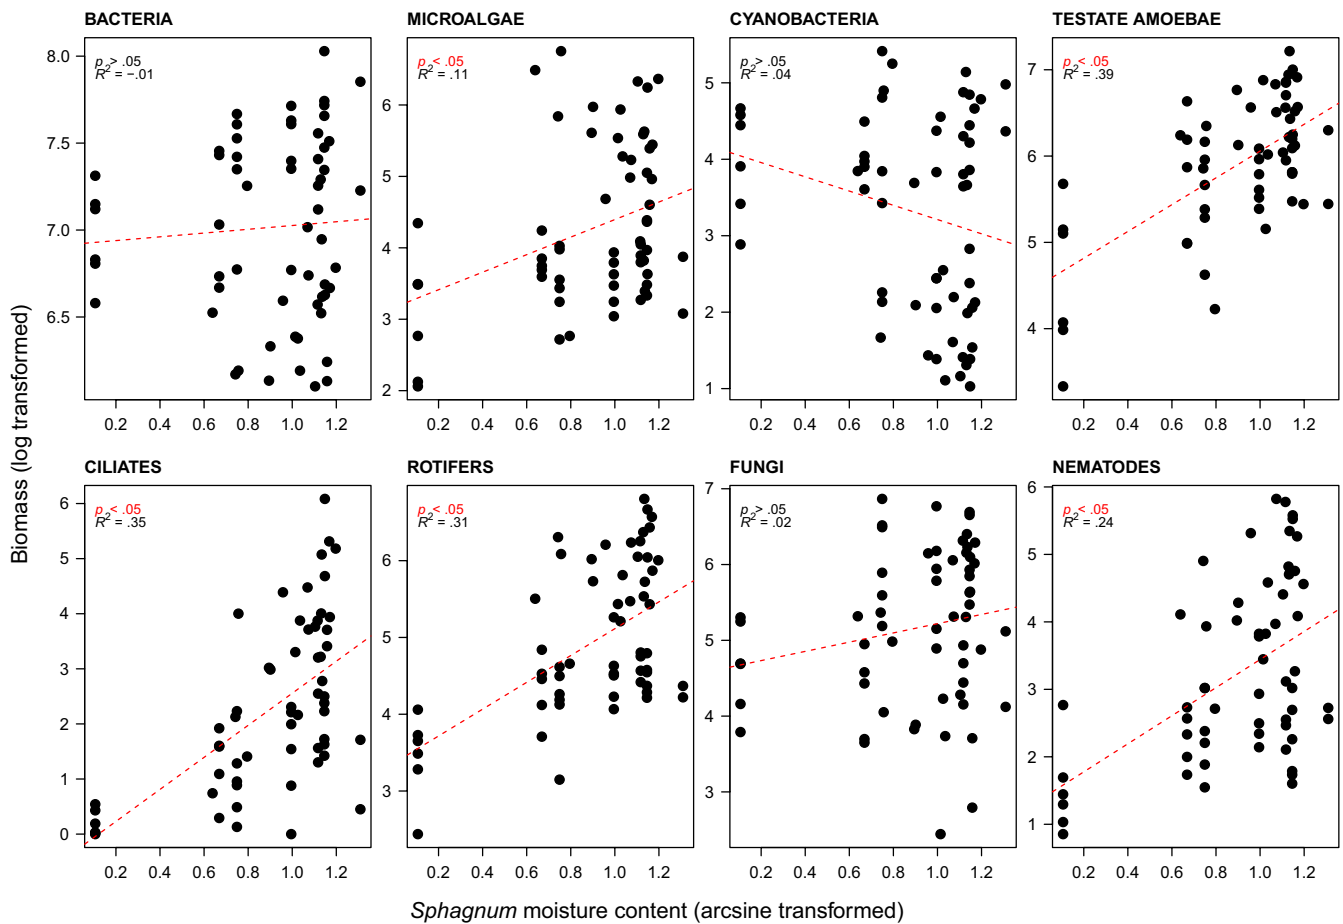 BACTERIA
MICROALGAE
CYANOBACTERIA
TESTATE AMOEBAE
p > .05
R² = −.01
p < .05
R² = .11
p > .05
R² = .04
p < .05
R² = .39
8.0
7.5
7.0
6.5
6
5
4
3
2
5
4
3
2
1
7
6
5
4
0.2 0.4 0.6 0.8 1.0 1.2
0.2 0.4 0.6 0.8 1.0 1.2
0.2 0.4 0.6 0.8 1.0 1.2
0.2 0.4 0.6 0.8 1.0 1.2
Biomass (log transformed)
CILIATES
ROTIFERS
FUNGI
NEMATODES
p < .05
R² = .35
p < .05
R² = .31
p > .05
R² = .02
p < .05
R² = .24
6
5
4
3
2
1
0
6
5
4
3
7
6
5
4
3
6
5
4
3
2
1
0.2 0.4 0.6 0.8 1.0 1.2
0.2 0.4 0.6 0.8 1.0 1.2
0.2 0.4 0.6 0.8 1.0 1.2
0.2 0.4 0.6 0.8 1.0 1.2
Sphagnum moisture content (arcsine transformed)